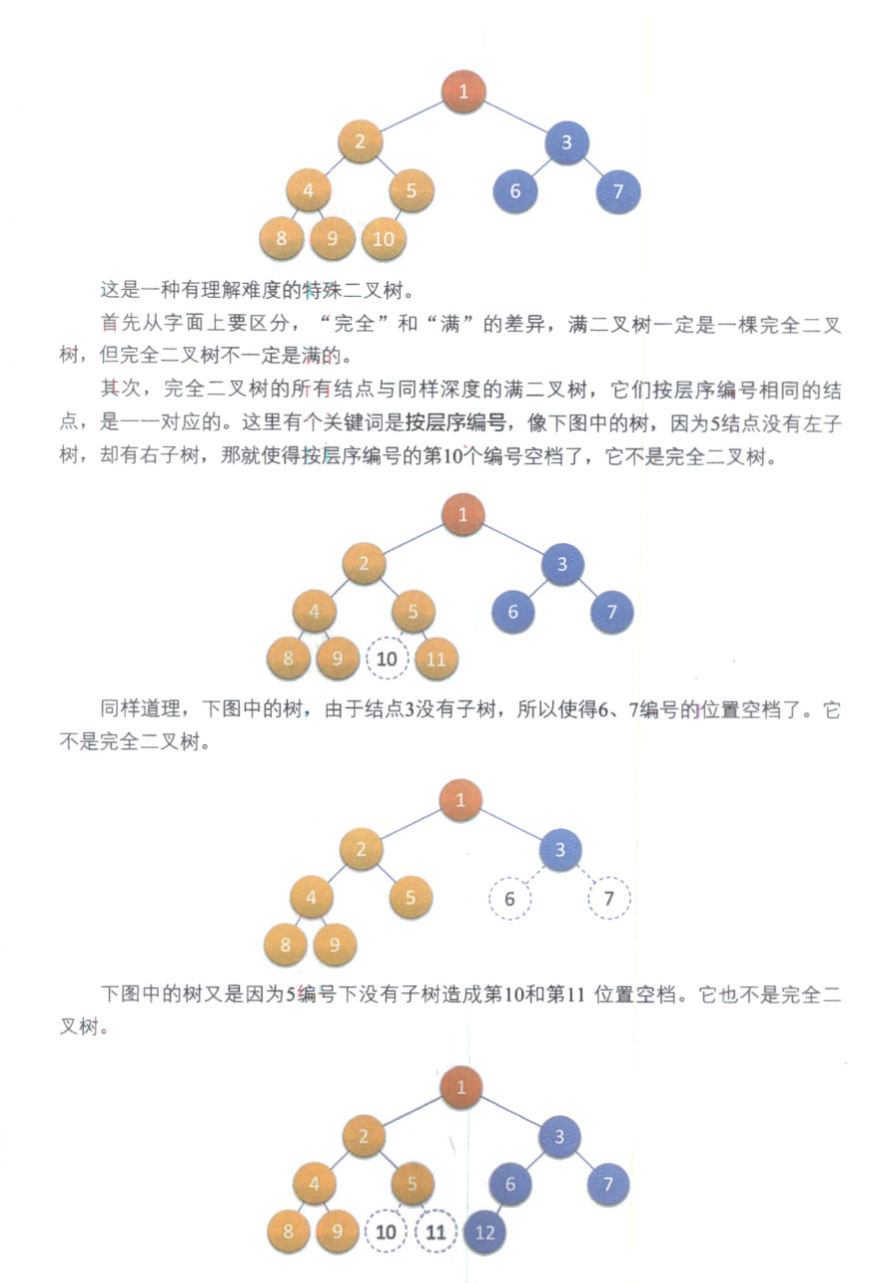 1
2 3
4 5 6 7
8 9 10
这是一种有理解难度的特殊二叉树。
首先从字面上要区分，“完全”和“满”的差异，满二叉树一定是一棵完全二叉
树，但完全二叉树不一定是满的。
其次，完全二叉树的所有结点与同样深度的满二叉树，它们按层序编号相同的结
点，是一一对应的。这里有个关键词是按层序编号，像下图中的树，因为5结点没有左子
树，却有右子树，那就使得按层序编号的第10个编号空档了，它不是完全二叉树。
1
2 3
4 5 6 7
8 9 10 11
同样道理，下图中的树，由于结点3没有子树，所以使得6、7编号的位置空档了。它
不是完全二叉树。
1
2 3
4 5 6 7
8 9
下图中的树又是因为5编号下没有子树造成第10和第11 位置空档。它也不是完全二
叉树。
1
2 3
4 5 6 7
8 9 10 11 12